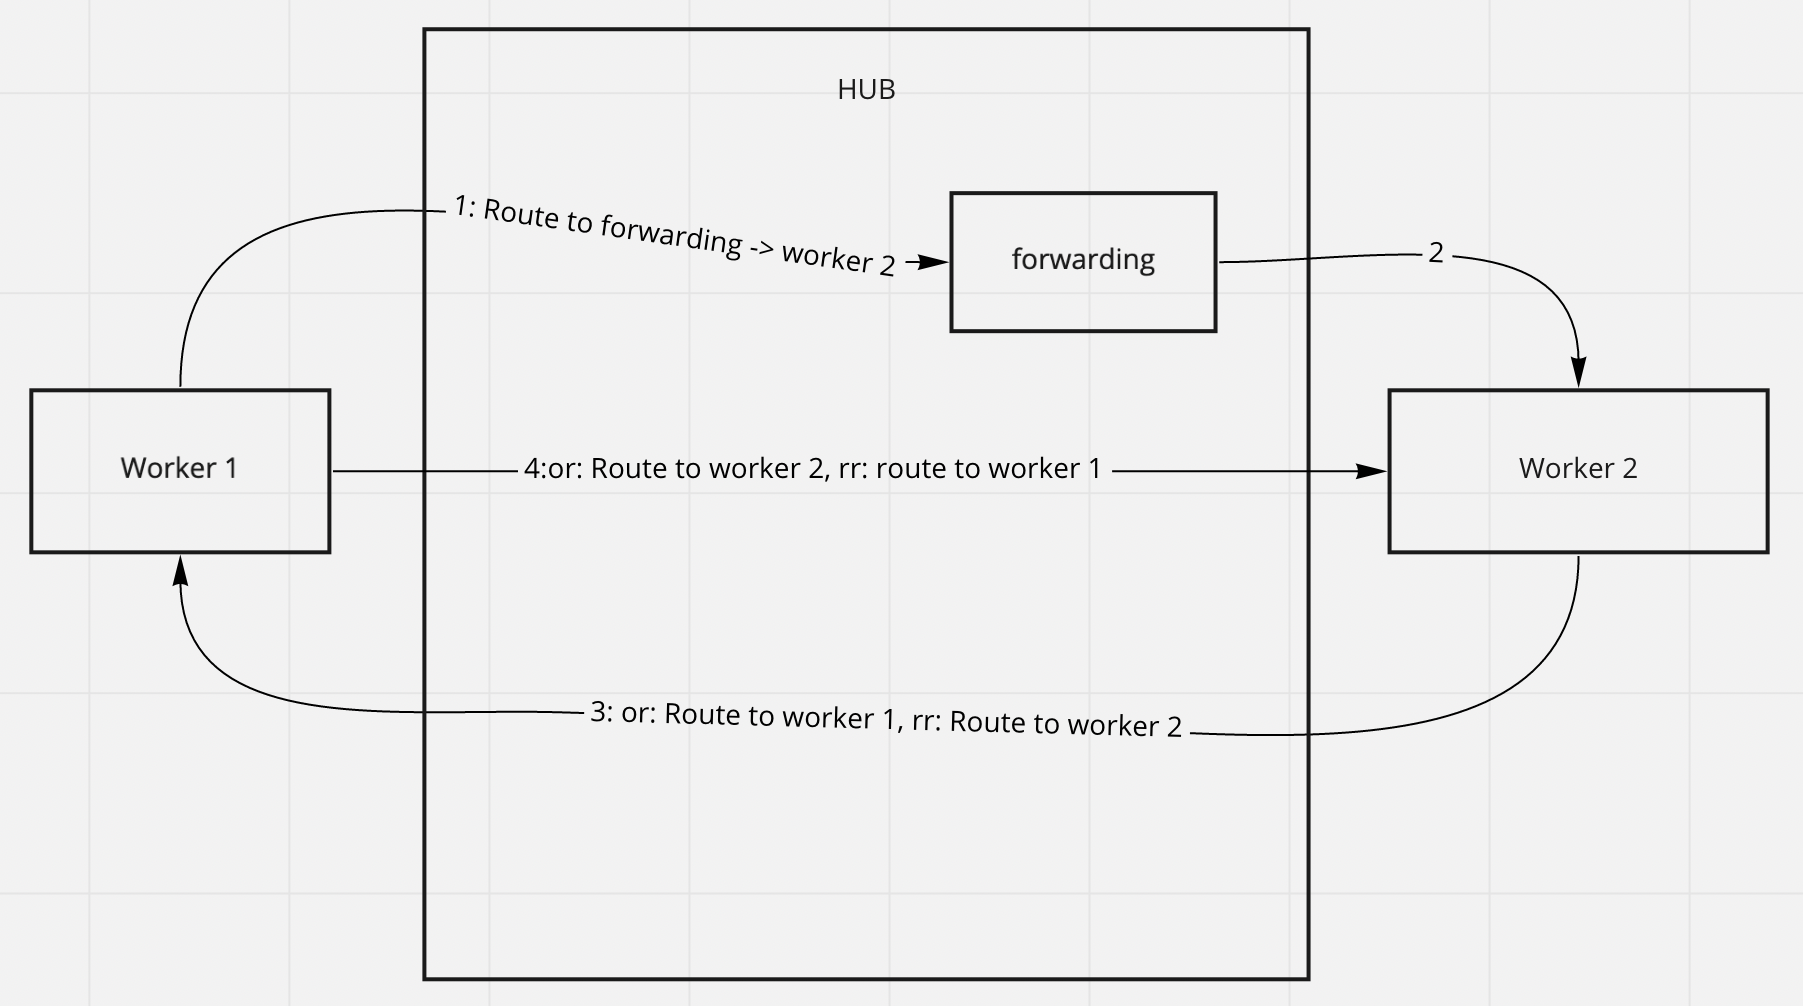 HUB
1: Route to forwarding -> worker 2
forwarding
2
Worker 1
4:or: Route to worker 2, rr: route to worker 1
Worker 2
3: or: Route to worker 1, rr: Route to worker 2